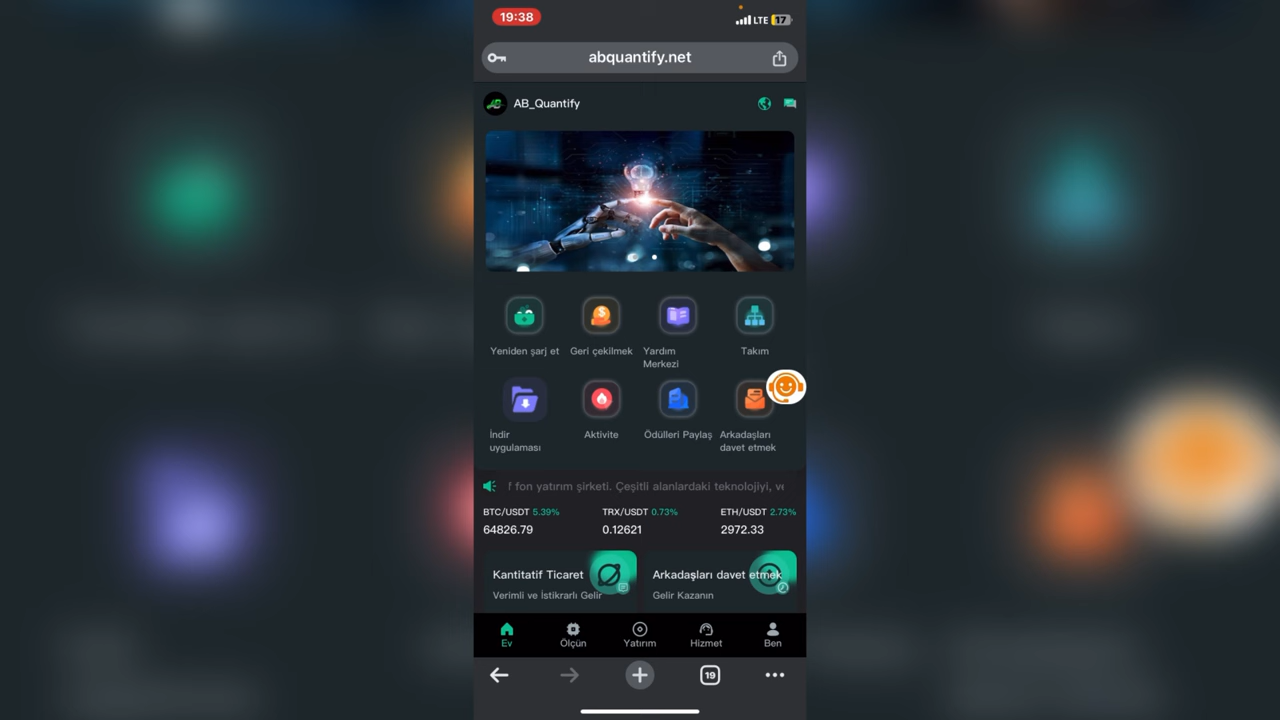 19:38
LTE 17
abquantify.net
AB_Quantify
Yeniden şarj et
Geri çekilmek
Yardım
Merkezi
Takım
İndir
uygulaması
Aktivite
Ödülleri Paylaş
Arkadaşları
davet etmek
fon yatırım şirketi. Çeşitli alanlardaki teknolojiyi, ve
BTC/USDT 5.39%
64826.79
TRX/USDT 0.73%
0.12621
ETH/USDT 2.73%
2972.33
Kantitatif Ticaret
Verimli ve İstikrarlı Gelir
Arkadaşları davet etmek
Gelir Kazanın
Ev
Ölçün
Yatırım
Hizmet
Ben
19